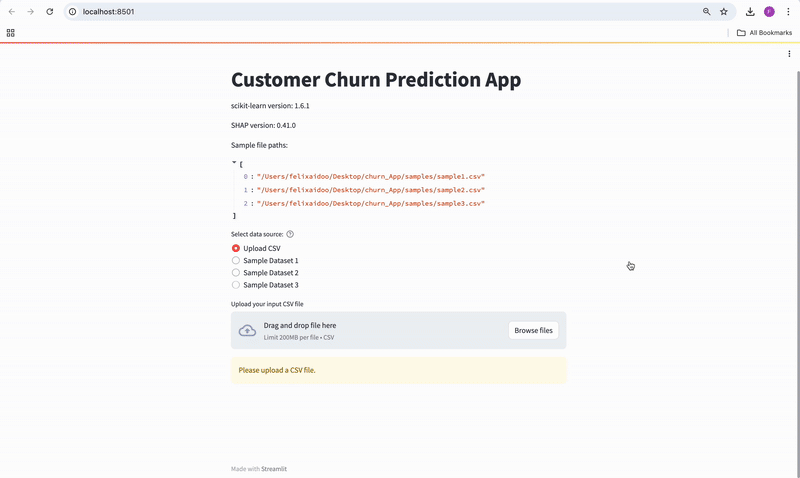 localhost:8501
F
All Bookmarks
Customer Churn Prediction App
scikit-learn version: 1.6.1
SHAP version: 0.41.0
Sample file paths:
[
0 : "/Users/felixaidoo/Desktop/churn_App/samples/sample1.csv"
1 : "/Users/felixaidoo/Desktop/churn_App/samples/sample2.csv"
2 : "/Users/felixaidoo/Desktop/churn_App/samples/sample3.csv"
]
Select data source: ?
Upload CSV
Sample Dataset 1
Sample Dataset 2
Sample Dataset 3
Upload your input CSV file
Drag and drop file here
Limit 200MB per file • CSV
Browse files
Please upload a CSV file.
Made with Streamlit